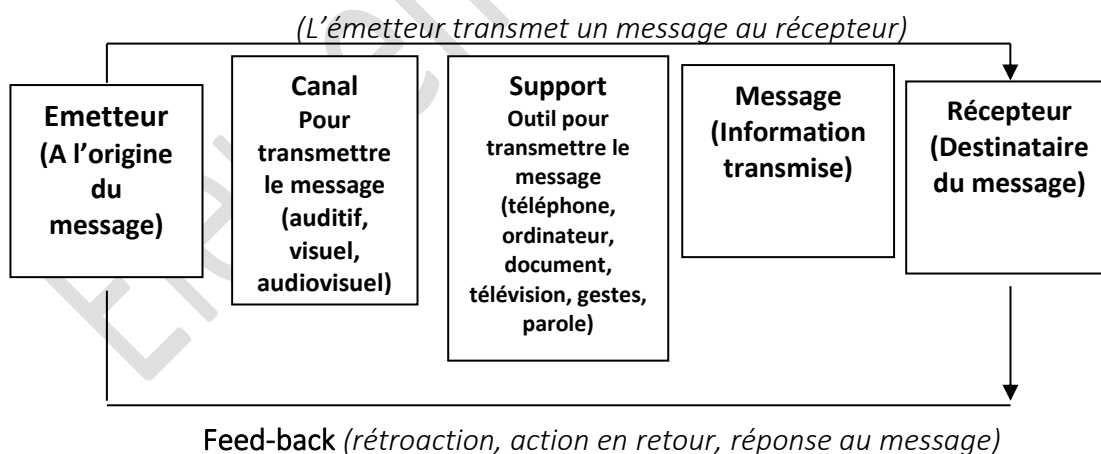 (L’émetteur transmet un message au récepteur)
Emetteur
(A l’origine
du
message)
Canal
Pour
transmettre
le message
(auditif,
visuel,
audiovisuel)
Support
Outil pour
transmettre le
message
(téléphone,
ordinateur,
document,
télévision, gestes,
parole)
Message
(Information
transmise)
Récepteur
(Destinataire
du message)
Feed-back (rétroaction, action en retour, réponse au message)